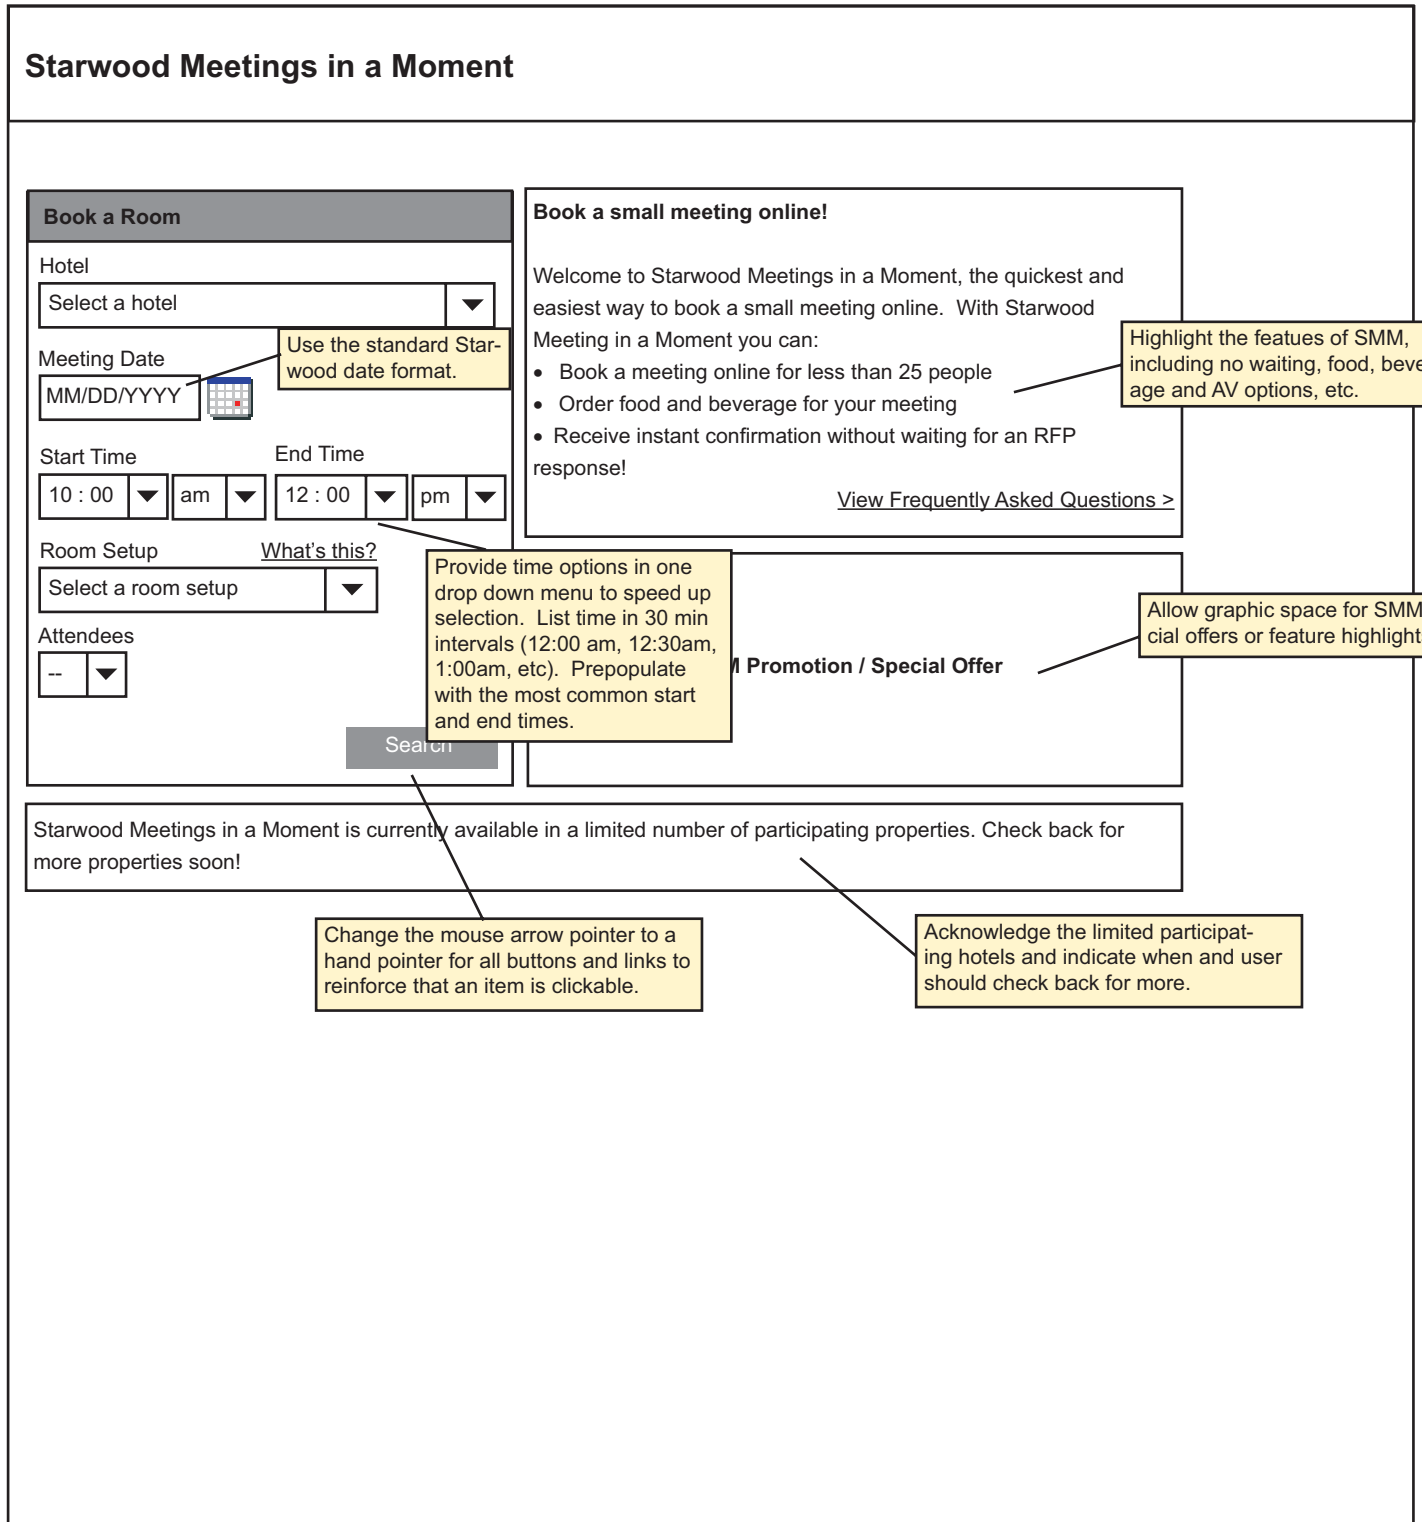 Starwood Meetings in a Moment
Book a Room
Hotel
Select a hotel
Use the standard Star-
wood date format.
Meeting Date
MM/DD/YYYY
Start Time
End Time
10 : 00
am
12 : 00
pm
Room Setup
What's this?
Select a room setup
Provide time options in one
drop down menu to speed up
selection. List time in 30 min
intervals (12:00 am, 12:30am,
1:00am, etc). Prepopulate
with the most common start
and end times.
Attendees
--
Search
Book a small meeting online!
Welcome to Starwood Meetings in a Moment, the quickest and
easiest way to book a small meeting online. With Starwood
Meeting in a Moment you can:
• Book a meeting online for less than 25 people
• Order food and beverage for your meeting
• Receive instant confirmation without waiting for an RFP
response!
View Frequently Asked Questions >
Highlight the featues of SMM,
including no waiting, food, beve
age and AV options, etc.
Promotion / Special Offer
Allow graphic space for SMM
cial offers or feature highlight
Starwood Meetings in a Moment is currently available in a limited number of participating properties. Check back for
more properties soon!
Change the mouse arrow pointer to a
hand pointer for all buttons and links to
reinforce that an item is clickable.
Acknowledge the limited participat-
ing hotels and indicate when and user
should check back for more.